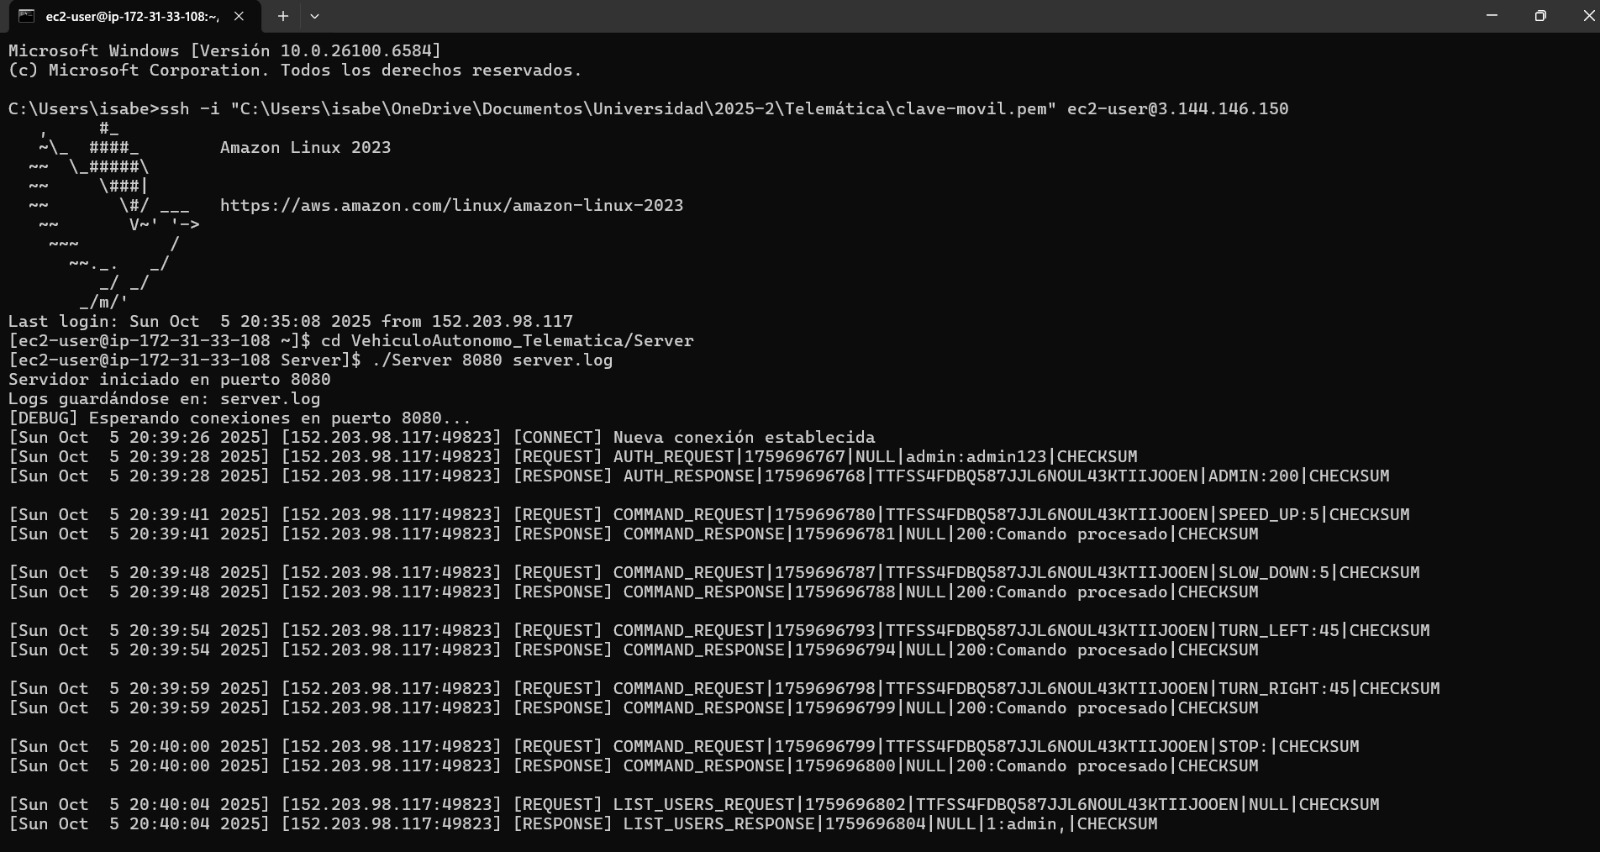 ec2-user@ip-172-31-33-108:~,
Microsoft Windows [Versión 10.0.26100.6584]
(c) Microsoft Corporation. Todos los derechos reservados.
C:\Users\isabe>ssh -i "C:\Users\isabe\OneDrive\Documentos\Universidad\2025-2\Telemática\clave-movil.pem" ec2-user@3.144.146.150
   ,     #_
   ~\_  ####_        Amazon Linux 2023
  ~~  \_#####\
  ~~     \###|
  ~~       \#/ ___   https://aws.amazon.com/linux/amazon-linux-2023
   ~~       V~' '->
    ~~~         /
      ~~._.   _/
         _/ _/
       _/m/'
Last login: Sun Oct  5 20:35:08 2025 from 152.203.98.117
[ec2-user@ip-172-31-33-108 ~]$ cd VehiculoAutonomo_Telematica/Server
[ec2-user@ip-172-31-33-108 Server]$ ./Server 8080 server.log
Servidor iniciado en puerto 8080
Logs guardándose en: server.log
[DEBUG] Esperando conexiones en puerto 8080...
[Sun Oct  5 20:39:26 2025] [152.203.98.117:49823] [CONNECT] Nueva conexión establecida
[Sun Oct  5 20:39:28 2025] [152.203.98.117:49823] [REQUEST] AUTH_REQUEST|1759696767|NULL|admin:admin123|CHECKSUM
[Sun Oct  5 20:39:28 2025] [152.203.98.117:49823] [RESPONSE] AUTH_RESPONSE|1759696768|TTFSS4FDBQ587JJL6NOUL43KTIIJOOEN|ADMIN:200|CHECKSUM
[Sun Oct  5 20:39:41 2025] [152.203.98.117:49823] [REQUEST] COMMAND_REQUEST|1759696780|TTFSS4FDBQ587JJL6NOUL43KTIIJOOEN|SPEED_UP:5|CHECKSUM
[Sun Oct  5 20:39:41 2025] [152.203.98.117:49823] [RESPONSE] COMMAND_RESPONSE|1759696781|NULL|200:Comando procesado|CHECKSUM
[Sun Oct  5 20:39:48 2025] [152.203.98.117:49823] [REQUEST] COMMAND_REQUEST|1759696787|TTFSS4FDBQ587JJL6NOUL43KTIIJOOEN|SLOW_DOWN:5|CHECKSUM
[Sun Oct  5 20:39:48 2025] [152.203.98.117:49823] [RESPONSE] COMMAND_RESPONSE|1759696788|NULL|200:Comando procesado|CHECKSUM
[Sun Oct  5 20:39:54 2025] [152.203.98.117:49823] [REQUEST] COMMAND_REQUEST|1759696793|TTFSS4FDBQ587JJL6NOUL43KTIIJOOEN|TURN_LEFT:45|CHECKSUM
[Sun Oct  5 20:39:54 2025] [152.203.98.117:49823] [RESPONSE] COMMAND_RESPONSE|1759696794|NULL|200:Comando procesado|CHECKSUM
[Sun Oct  5 20:39:59 2025] [152.203.98.117:49823] [REQUEST] COMMAND_REQUEST|1759696798|TTFSS4FDBQ587JJL6NOUL43KTIIJOOEN|TURN_RIGHT:45|CHECKSUM
[Sun Oct  5 20:39:59 2025] [152.203.98.117:49823] [RESPONSE] COMMAND_RESPONSE|1759696799|NULL|200:Comando procesado|CHECKSUM
[Sun Oct  5 20:40:00 2025] [152.203.98.117:49823] [REQUEST] COMMAND_REQUEST|1759696799|TTFSS4FDBQ587JJL6NOUL43KTIIJOOEN|STOP:|CHECKSUM
[Sun Oct  5 20:40:00 2025] [152.203.98.117:49823] [RESPONSE] COMMAND_RESPONSE|1759696800|NULL|200:Comando procesado|CHECKSUM
[Sun Oct  5 20:40:04 2025] [152.203.98.117:49823] [REQUEST] LIST_USERS_REQUEST|1759696802|TTFSS4FDBQ587JJL6NOUL43KTIIJOOEN|NULL|CHECKSUM
[Sun Oct  5 20:40:04 2025] [152.203.98.117:49823] [RESPONSE] LIST_USERS_RESPONSE|1759696804|NULL|1:admin,|CHECKSUM